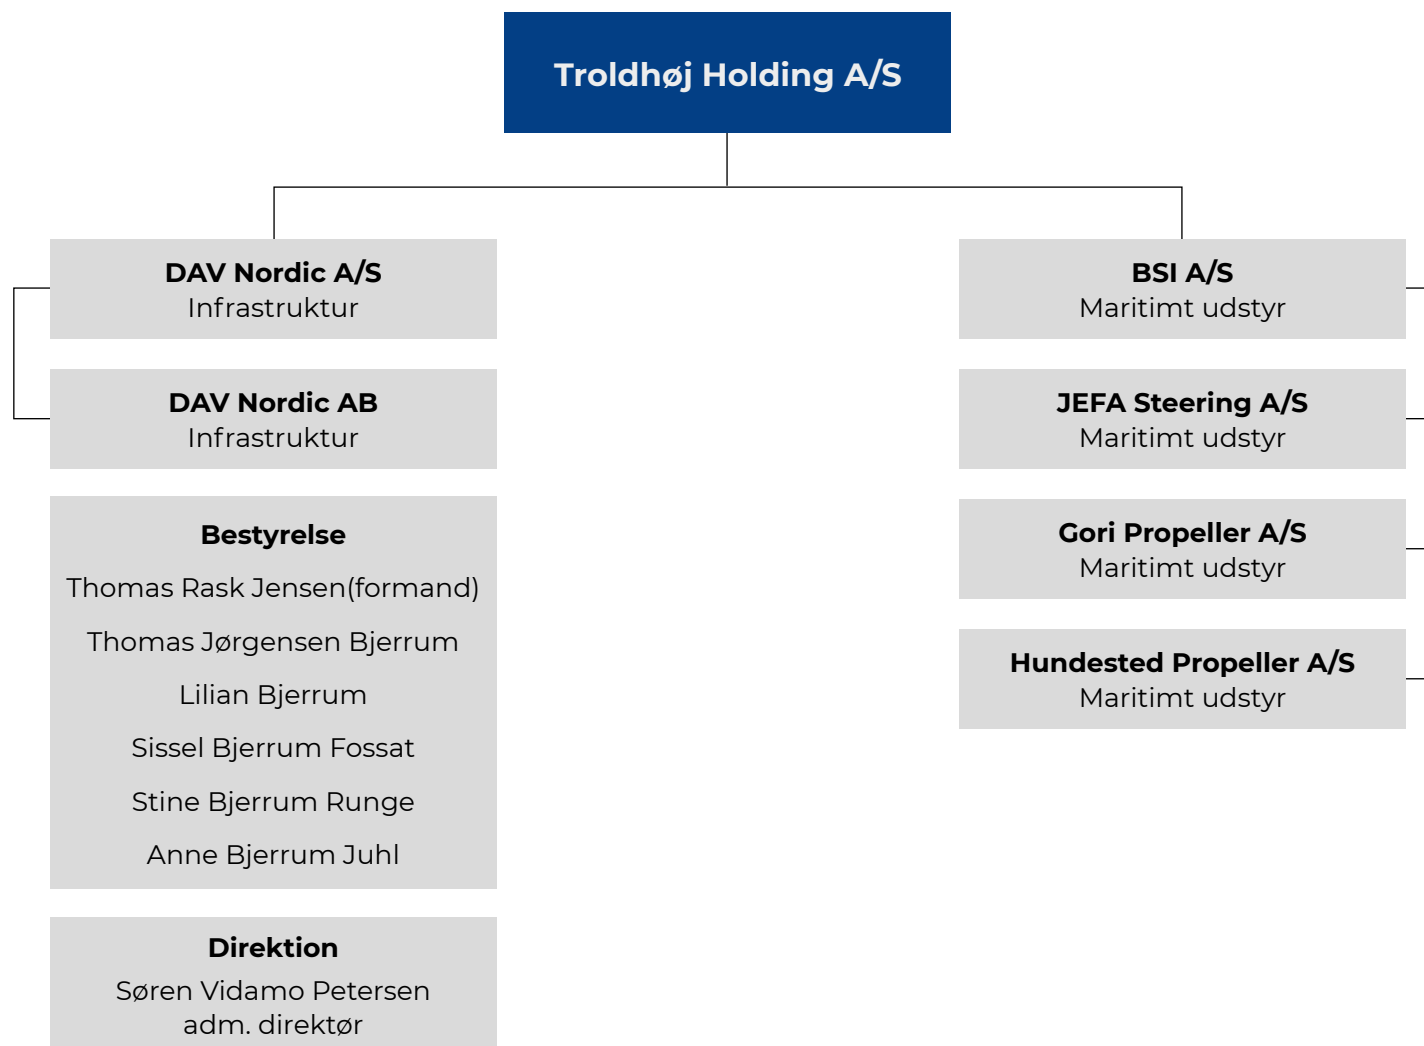 Troldhøj Holding A/S
DAV Nordic A/S
Infrastruktur
DAV Nordic AB
Infrastruktur
Bestyrelse
Thomas Rask Jensen(formand)
Thomas Jørgensen Bjerrum
Lilian Bjerrum
Sissel Bjerrum Fossat
Stine Bjerrum Runge
Anne Bjerrum Juhl
Direktion
Søren Vidamo Petersen
adm. direktør
BSI A/S
Maritimt udstyr
JEFA Steering A/S
Maritimt udstyr
Gori Propeller A/S
Maritimt udstyr
Hundested Propeller A/S
Maritimt udstyr